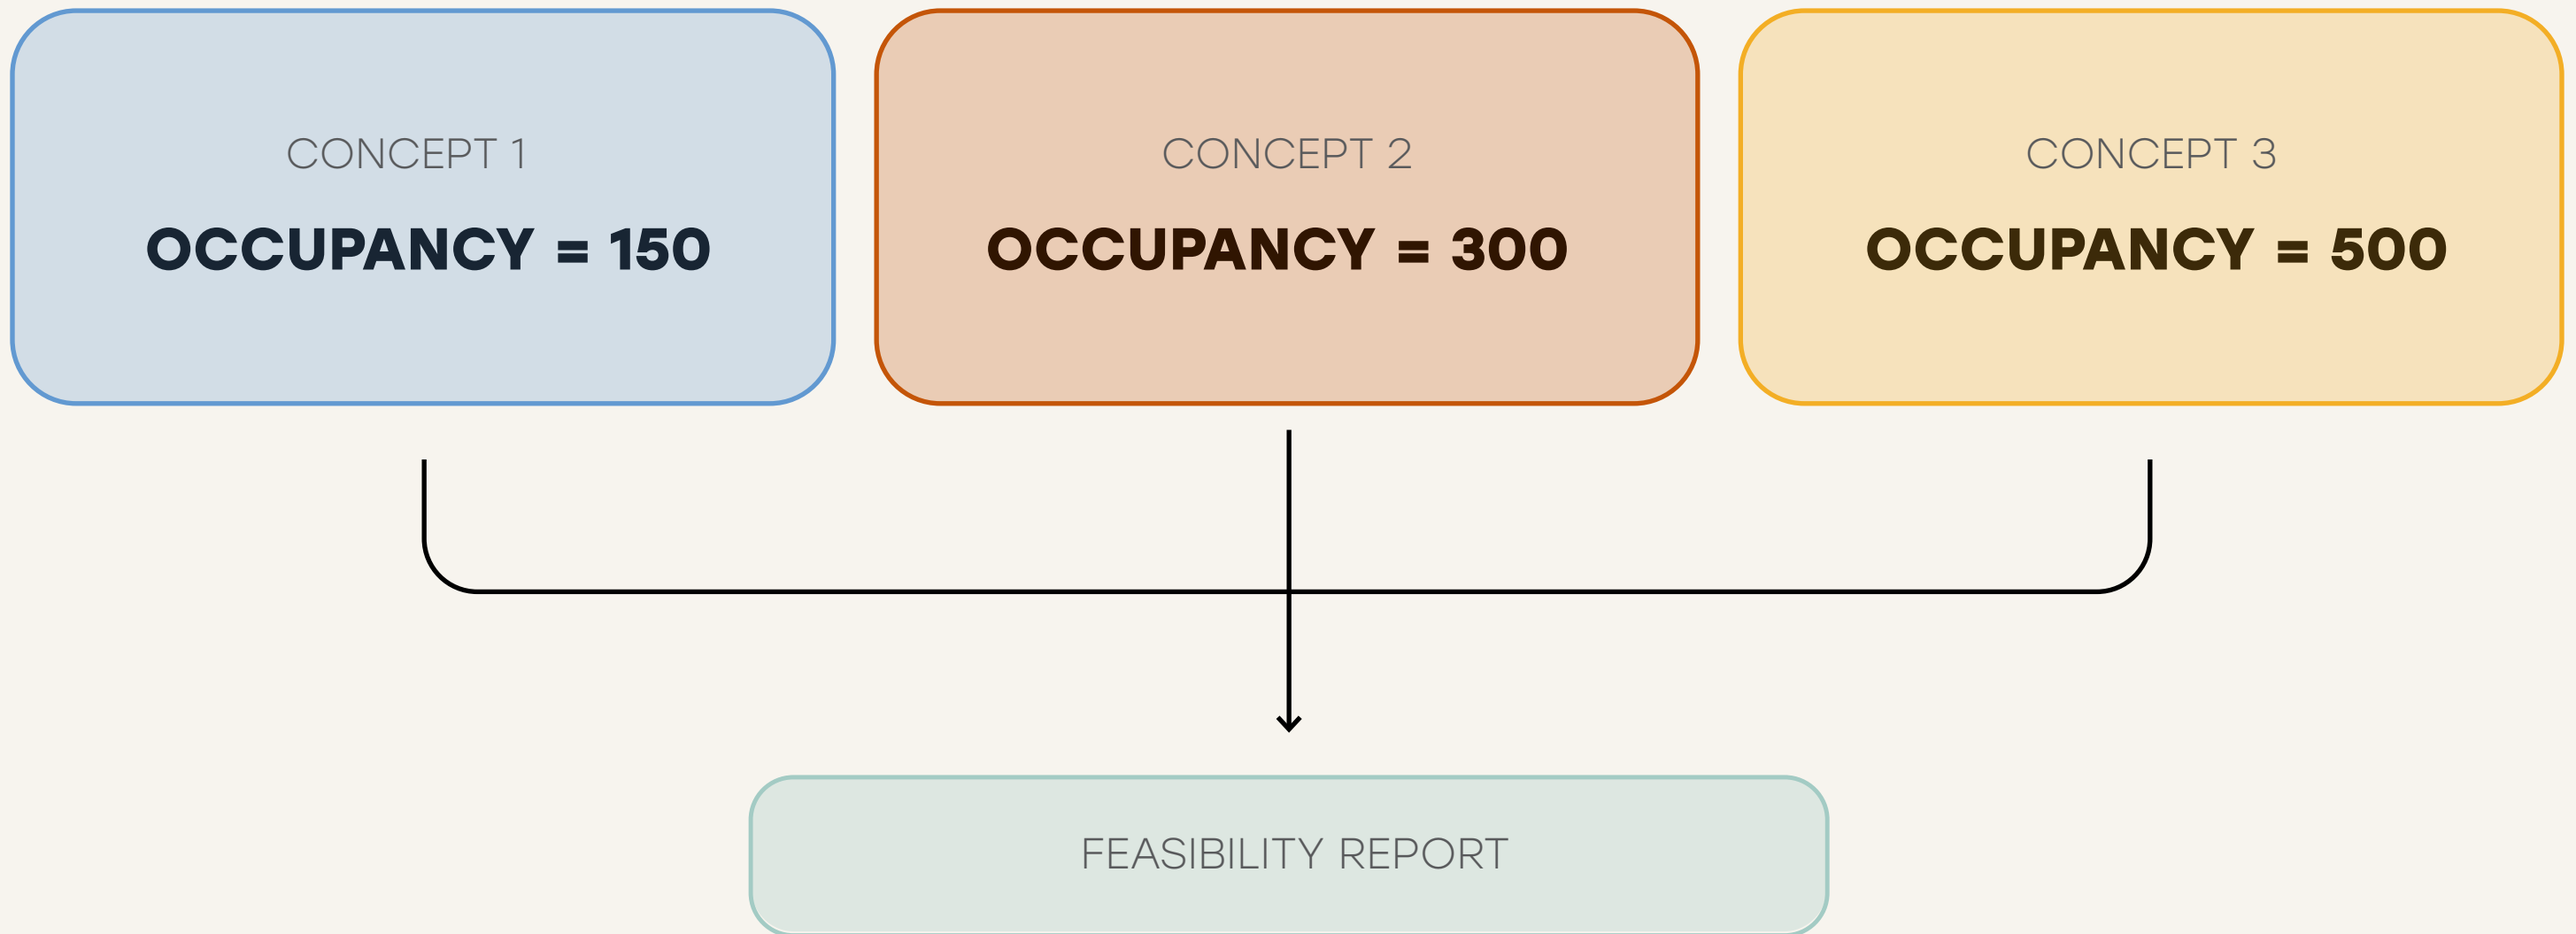 CONCEPT 1
OCCUPANCY = 150
CONCEPT 2
OCCUPANCY = 300
CONCEPT 3
OCCUPANCY = 500
FEASIBILITY REPORT